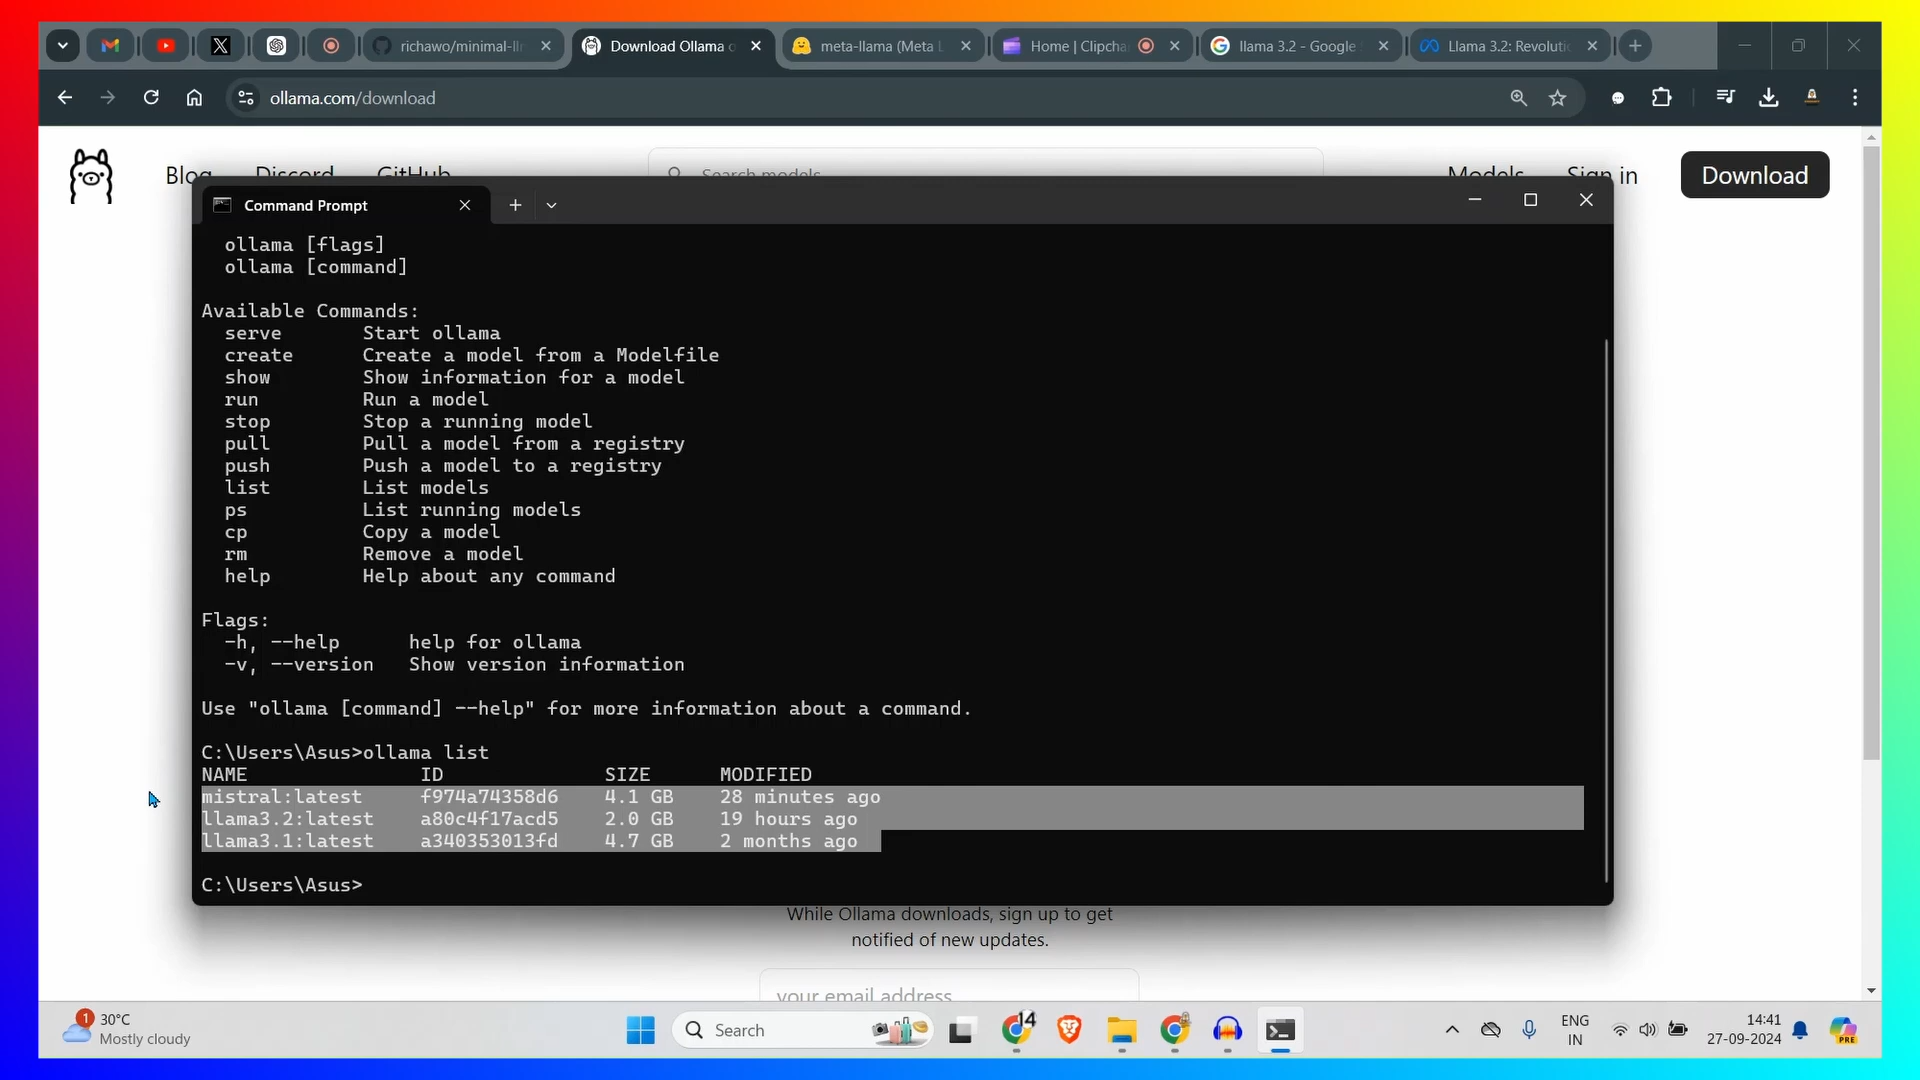 richawo/minimal-ll
Download Ollama o
meta-llama (Meta L
Home | Clipcha
llama 3.2 - Google
Llama 3.2: Revoluti
ollama.com/download
Blog
Discord
GitHub
Search models
Models
Sign in
Download
Command Prompt
ollama [flags]
ollama [command]
Available Commands:
serve Start ollama
create Create a model from a Modelfile
show Show information for a model
run Run a model
stop Stop a running model
pull Pull a model from a registry
push Push a model to a registry
list List models
ps List running models
cp Copy a model
rm Remove a model
help Help about any command
Flags:
-h, --help help for ollama
-v, --version Show version information
Use "ollama [command] --help" for more information about a command.
C:\Users\Asus>ollama list
NAME ID SIZE MODIFIED
mistral:latest f974a74358d6 4.1 GB 28 minutes ago
llama3.2:latest a80c4f17acd5 2.0 GB 19 hours ago
llama3.1:latest a340353013fd 4.7 GB 2 months ago
C:\Users\Asus>
While Ollama downloads, sign up to get
notified of new updates.
your email address
1
30°C
Mostly cloudy
Search
14
ENG
IN
14:41
27-09-2024
PRE